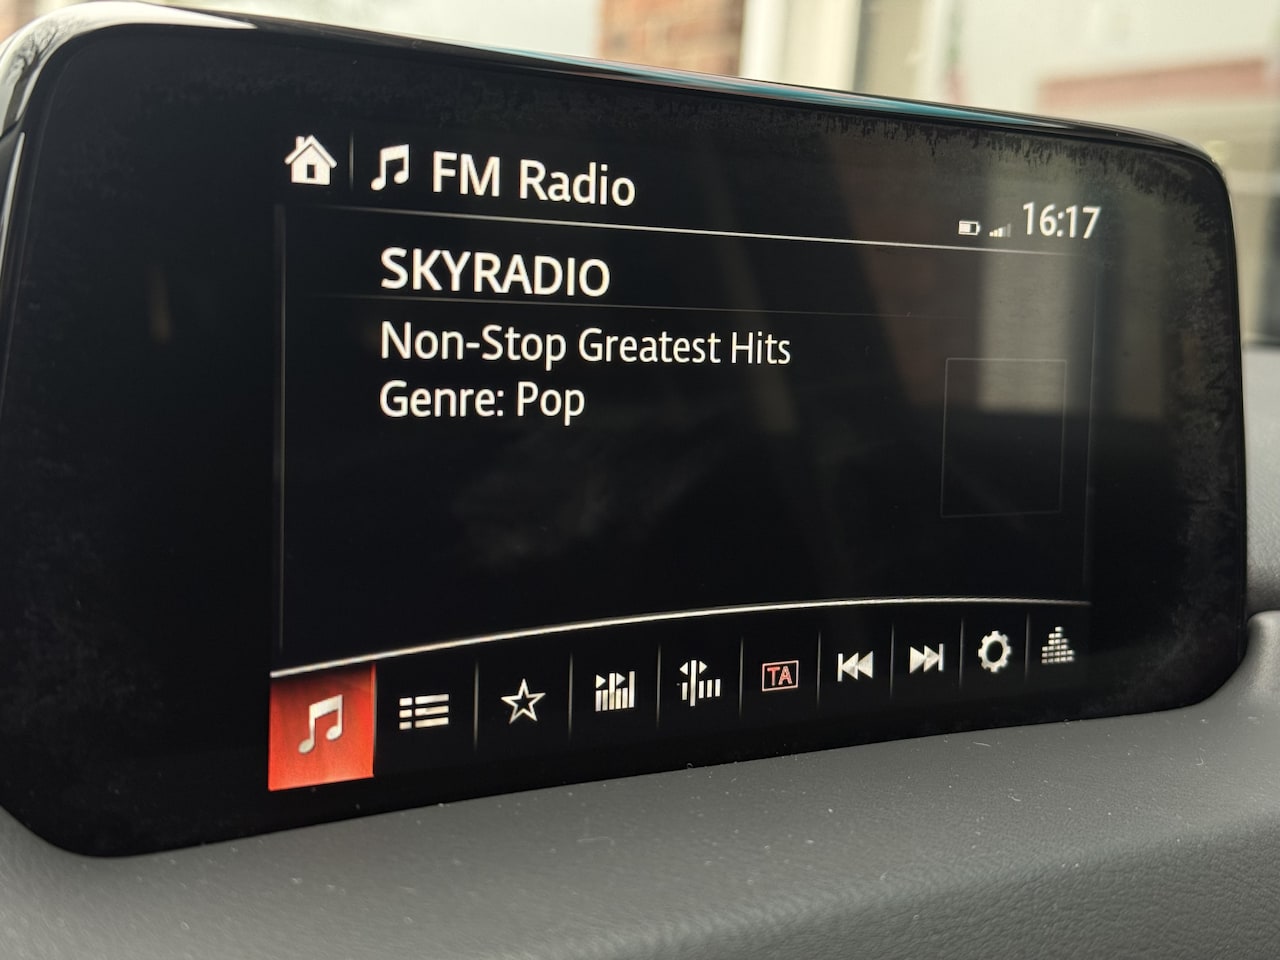 FM Radio
16:17
SKYRADIO
Non-Stop Greatest Hits
Genre: Pop
TA